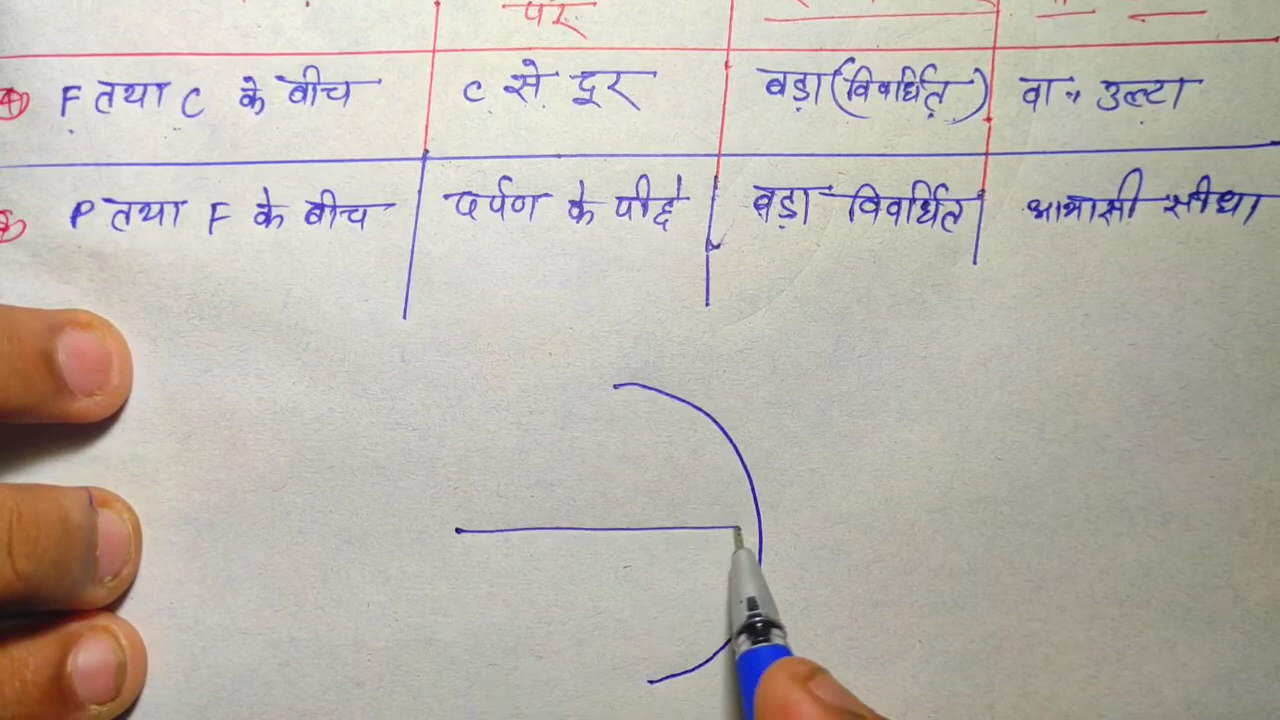 पर
F तथा C के बीच C से दूर बड़ा (विवर्धित) वा॰, उल्टा
P तथा F के बीच दर्पण के पीछे बड़ा विवर्धित आभासी सीधा